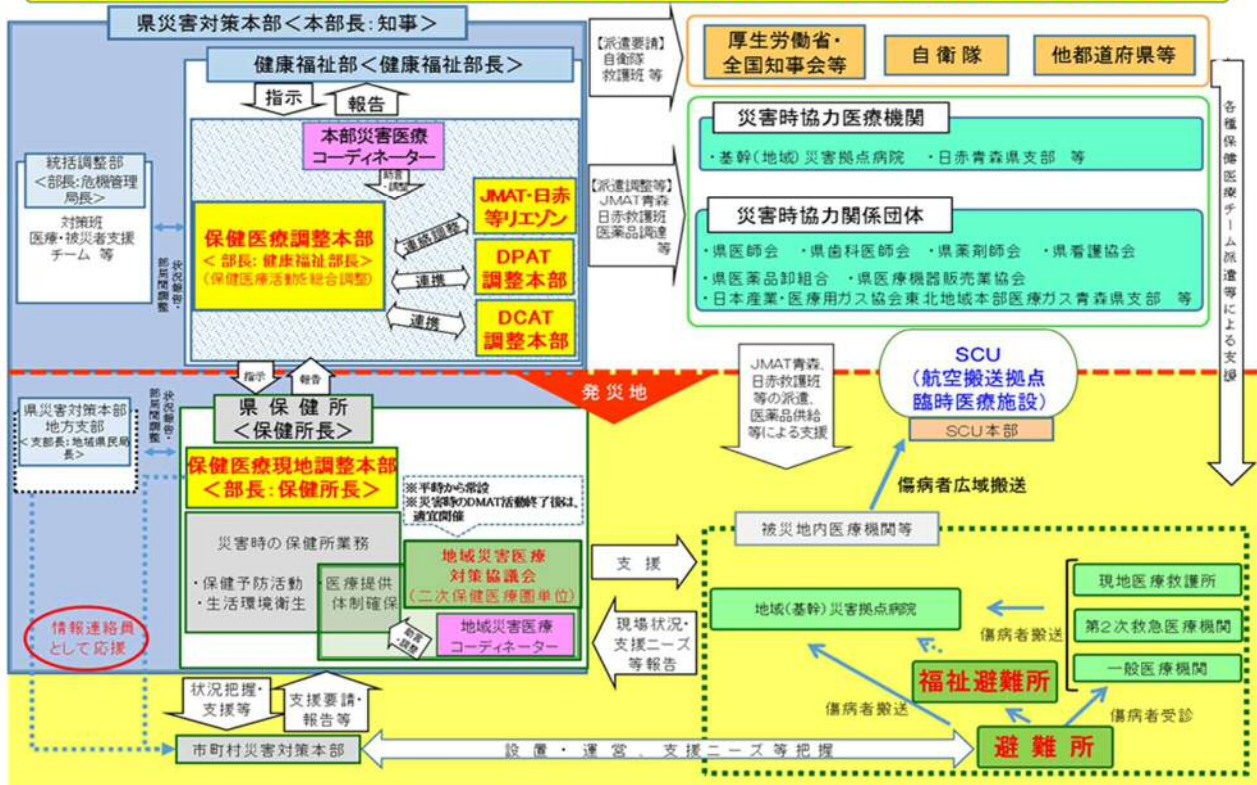 県災害対策本部＜本部長：知事＞
健康福祉部＜健康福祉部長＞
指示
報告
本部災害医療
コーディネーター
助言
・調整
統括調整部
＜部長：危機管理
局長＞
対策班
医療・被災者支援
チーム 等
保健医療調整本部
＜部長：健康福祉部長＞
（保健医療活動を総合調整）
連絡調整
連携
連携
JMAT・日赤
等リエゾン
DPAT
調整本部
DCAT
調整本部
【派遣要請】
自衛隊
救護班 等
厚生労働省・
全国知事会等
自衛隊
他都道府県等
【派遣調整等】
JMAT青森
日赤救護班
医薬品調達
等
災害時協力医療機関
・基幹（地域）災害拠点病院　・日赤青森県支部 等
災害時協力関係団体
・県医師会　・県歯科医師会　・県薬剤師会　・県看護協会
・県医薬品卸組合　・県医療機器販売業協会
・日本産業・医療用ガス協会東北地域本部医療ガス青森県支部 等
各種保健医療チーム派遣等による支援
指示
報告
発災地
JMAT青森、
日赤救護班
等の派遣、
医薬品供給
等による支援
SCU
（航空搬送拠点
臨時医療施設）
SCU本部
県災害対策本部
地方支部
＜支部長：地域県民局
長＞
県保健所
＜保健所長＞
保健医療現地調整本部
＜部長：保健所長＞
※平時から常設
※災害時のDMAT活動終了後は、
適宜開催
災害時の保健所業務
・保健予防活動
・生活環境衛生
・医療提供
体制確保
地域災害医療
対策協議会
（二次保健医療圏単位）
助言
・調整
地域災害医療
コーディネーター
情報連絡員
として応援
支援
現場状況・
支援ニーズ
等報告
傷病者広域搬送
被災地内医療機関等
地域（基幹）災害拠点病院
現地医療救護所
第2次救急医療機関
一般医療機関
傷病者搬送
福祉避難所
傷病者搬送
傷病者受診
避難所
状況把握・
支援等
支援要請・
報告等
市町村災害対策本部
設置・運営、支援ニーズ等把握